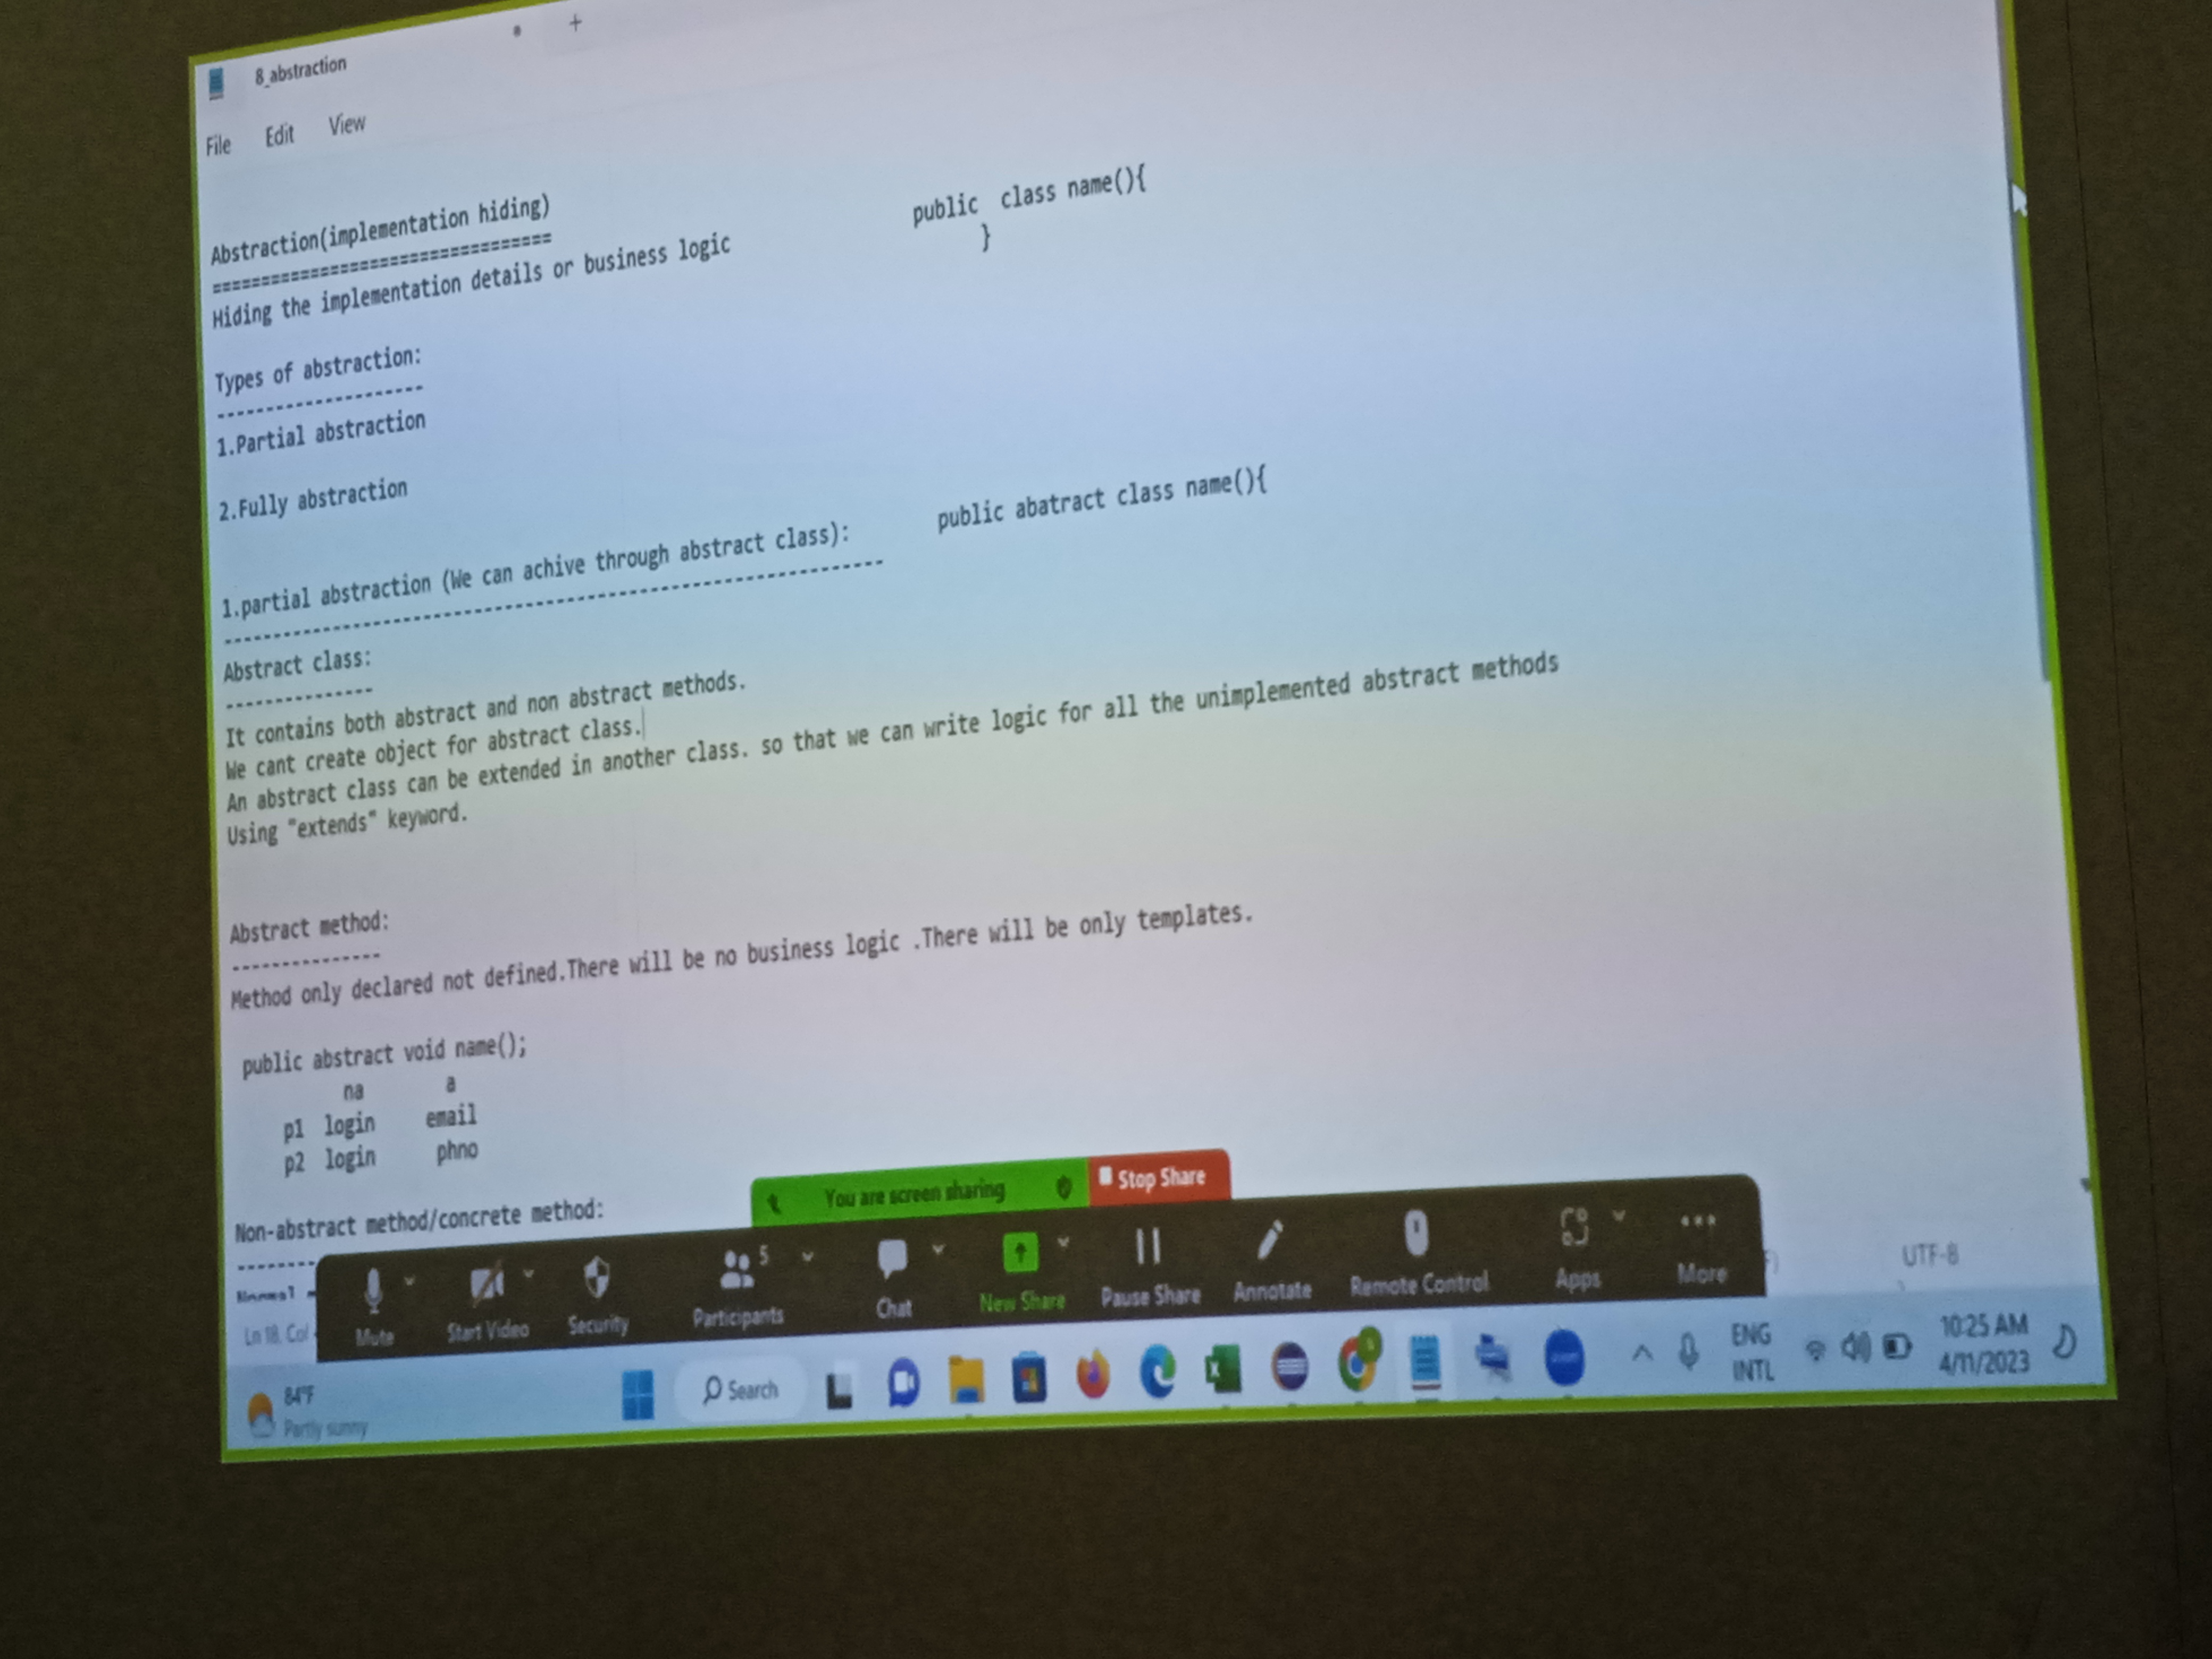 8_abstraction
+
File Edit View
Abstraction(implementation hiding)
==================================
Hiding the implementation details or business logic
public class name(){
}
Types of abstraction:
---------------------
1.Partial abstraction
2.Fully abstraction
1.partial abstraction (We can achive through abstract class):
-------------------------------------------------------------------
public abatract class name(){
Abstract class:
---------------
It contains both abstract and non abstract methods.
We cant create object for abstract class.
An abstract class can be extended in another class. so that we can write logic for all the unimplemented abstract methods
Using "extends" keyword.
Abstract method:
---------------
Method only declared not defined.There will be no business logic .There will be only templates.
public abstract void name();
na a
p1 login email
p2 login phno
Non-abstract method/concrete method:
--------
Normal
You are screen sharing Stop Share
Ln 18, Col
5
Mute Start Video Security Participants Chat New Share Pause Share Annotate Remote Control Apps More
UTF-8
84°F
Partly sunny
Search
ENG
INTL
10:25 AM
4/11/2023